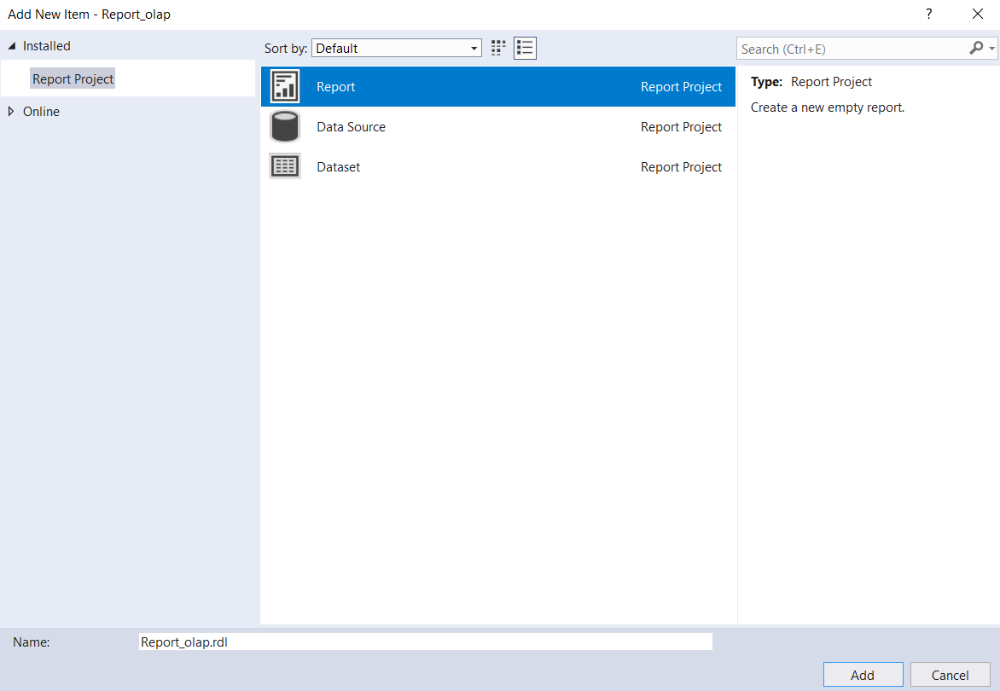 Add New Item - Report_olap
?
Installed
Report Project
Online
Sort by: Default
Search (Ctrl+E)
Report Report Project
Data Source Report Project
Dataset Report Project
Type: Report Project
Create a new empty report.
Name: Report_olap.rdl
Add Cancel